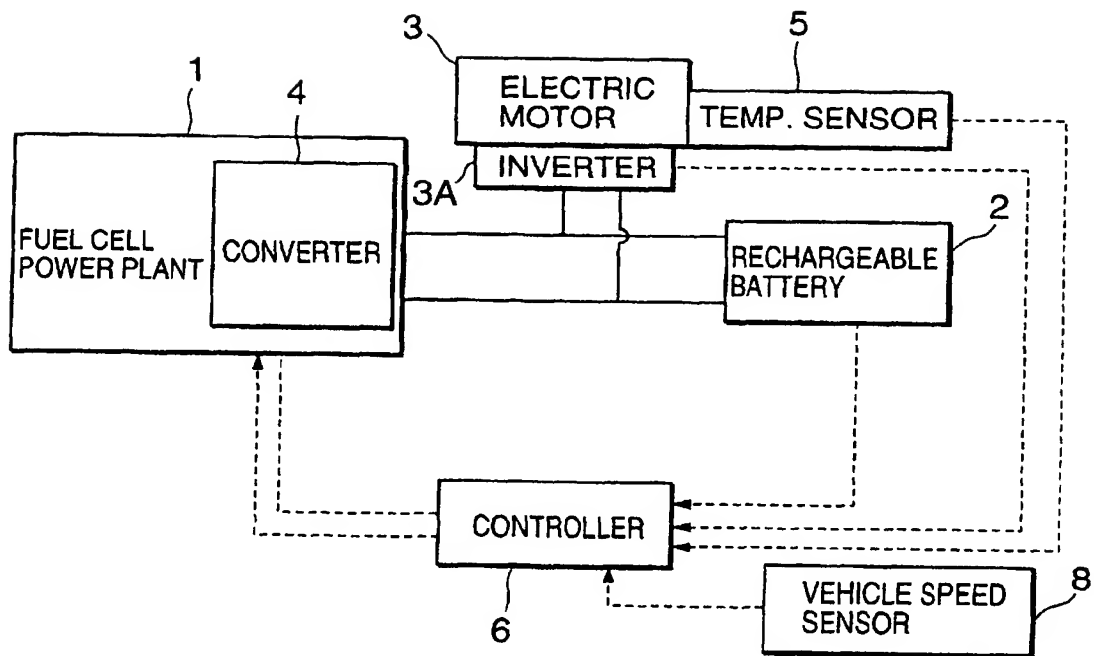 3
5
1
4
ELECTRIC
MOTOR
TEMP. SENSOR
3A
INVERTER
2
FUEL CELL
POWER PLANT
CONVERTER
RECHARGEABLE
BATTERY
CONTROLLER
6
VEHICLE SPEED
SENSOR
8